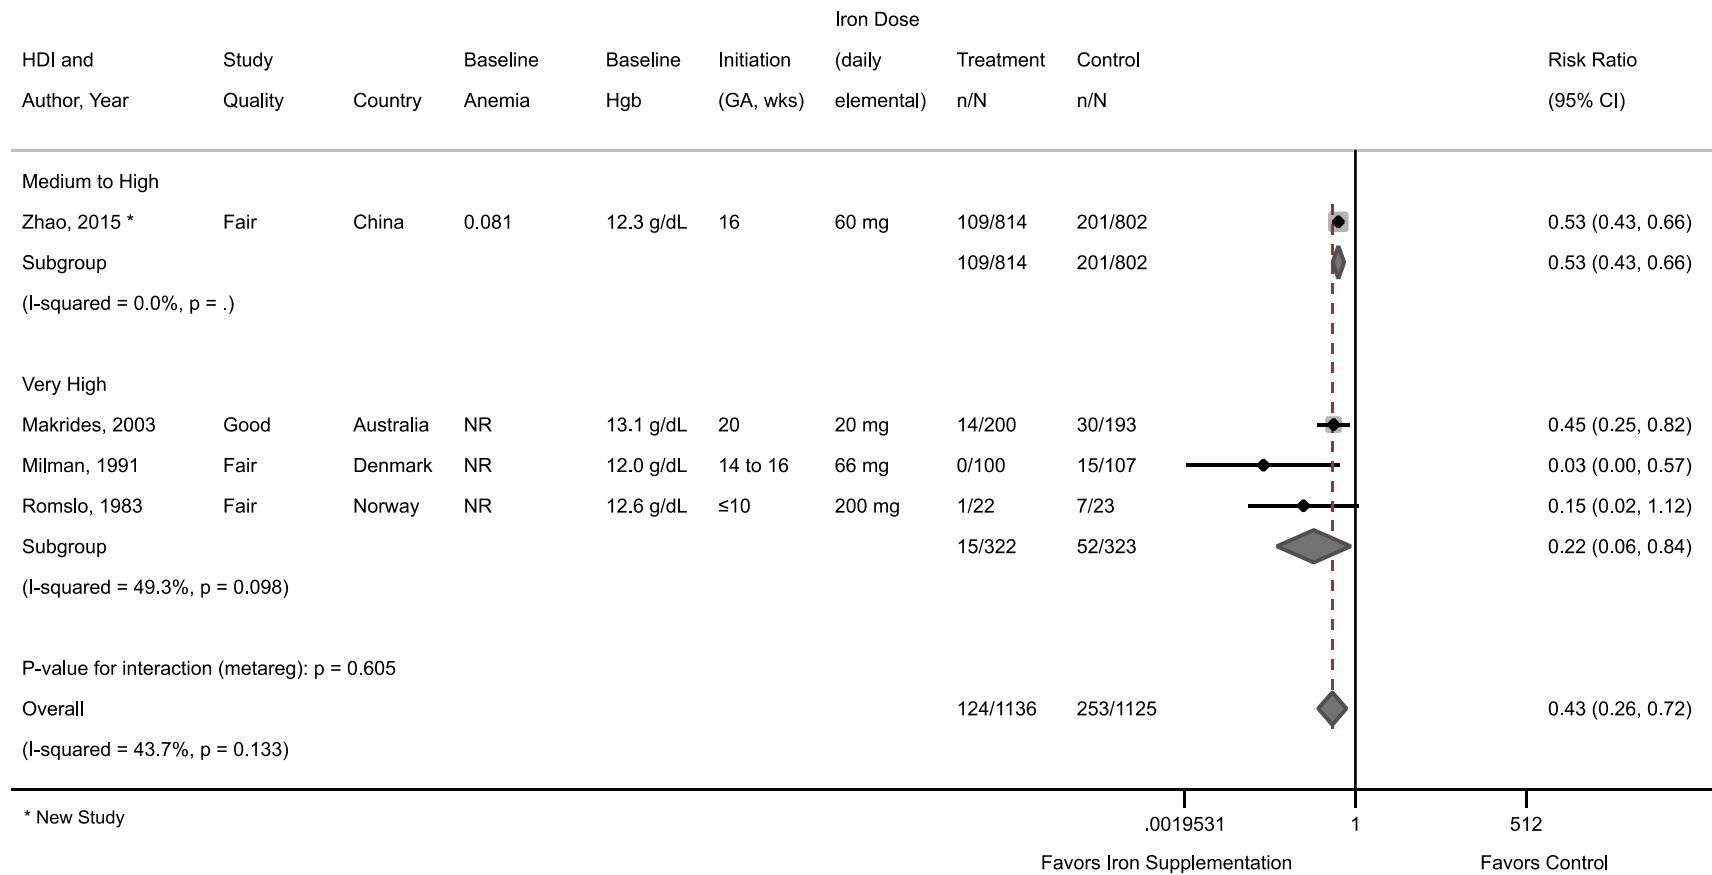 Iron Dose
HDI and Study Baseline Baseline Initiation (daily Treatment Control Risk Ratio
Author, Year Quality Country Anemia Hgb (GA, wks) elemental) n/N n/N (95% CI)
Medium to High
Zhao, 2015 * Fair China 0.081 12.3 g/dL 16 60 mg 109/814 201/802 0.53 (0.43, 0.66)
Subgroup 109/814 201/802 0.53 (0.43, 0.66)
(I-squared = 0.0%, p = .)
Very High
Makrides, 2003 Good Australia NR 13.1 g/dL 20 20 mg 14/200 30/193 0.45 (0.25, 0.82)
Milman, 1991 Fair Denmark NR 12.0 g/dL 14 to 16 66 mg 0/100 15/107 0.03 (0.00, 0.57)
Romslo, 1983 Fair Norway NR 12.6 g/dL ≤10 200 mg 1/22 7/23 0.15 (0.02, 1.12)
Subgroup 15/322 52/323 0.22 (0.06, 0.84)
(I-squared = 49.3%, p = 0.098)
P-value for interaction (metareg): p = 0.605
Overall 124/1136 253/1125 0.43 (0.26, 0.72)
(I-squared = 43.7%, p = 0.133)
* New Study
.0019531 1 512
Favors Iron Supplementation Favors Control